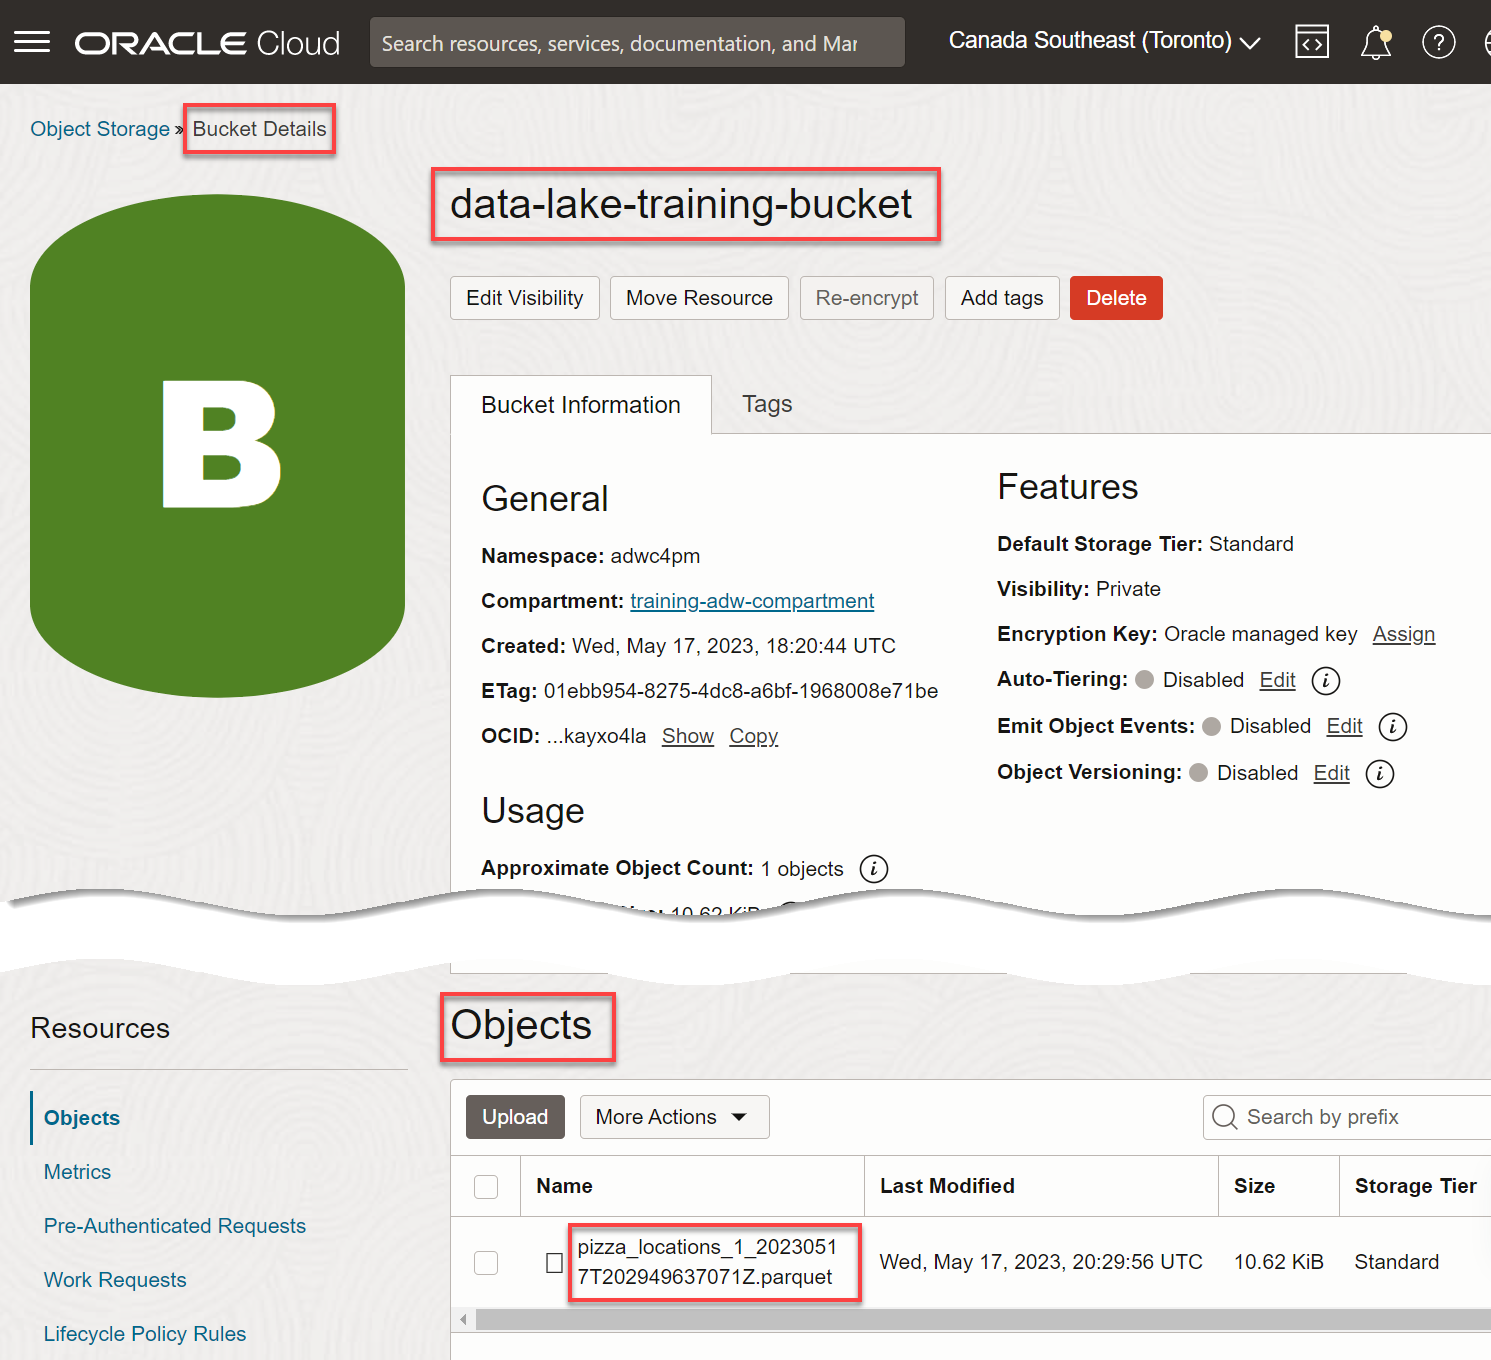 ORACLE Cloud
Search resources, services, documentation, and Mar
Canada Southeast (Toronto)
Object Storage » Bucket Details
data-lake-training-bucket
Edit Visibility
Move Resource
Re-encrypt
Add tags
Delete
B
Bucket Information
Tags
General
Namespace: adwc4pm
Compartment: training-adw-compartment
Created: Wed, May 17, 2023, 18:20:44 UTC
ETag: 01ebb954-8275-4dc8-a6bf-1968008e71be
OCID: ...kayxo4la Show Copy
Usage
Approximate Object Count: 1 objects
10.62 KiB
Features
Default Storage Tier: Standard
Visibility: Private
Encryption Key: Oracle managed key Assign
Auto-Tiering: Disabled Edit
Emit Object Events: Disabled Edit
Object Versioning: Disabled Edit
Resources
Objects
Metrics
Pre-Authenticated Requests
Work Requests
Lifecycle Policy Rules
Objects
Upload
More Actions
Search by prefix
Name Last Modified Size Storage Tier
pizza_locations_1_2023051
7T202949637071Z.parquet
Wed, May 17, 2023, 20:29:56 UTC 10.62 KiB Standard